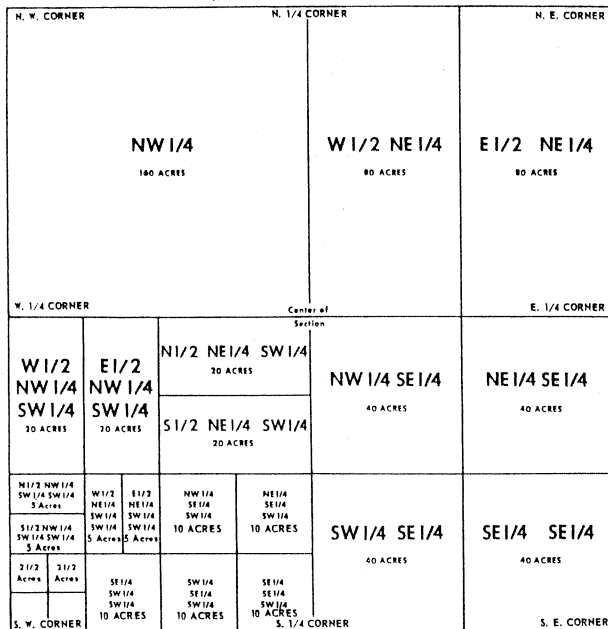 N. W. CORNER
N. 1/4 CORNER
N. E. CORNER
NW 1/4
160 ACRES
W 1/2 NE 1/4
80 ACRES
E 1/2 NE 1/4
80 ACRES
W. 1/4 CORNER
Center of
Section
E. 1/4 CORNER
W 1/2
NW 1/4
SW 1/4
20 ACRES
E 1/2
NW 1/4
SW 1/4
20 ACRES
N 1/2 NE 1/4 SW 1/4
20 ACRES
S 1/2 NE 1/4 SW 1/4
20 ACRES
NW 1/4 SE 1/4
40 ACRES
NE 1/4 SE 1/4
40 ACRES
N 1/2 NW 1/4
SW 1/4 SW 1/4
5 Acres
S 1/2 NW 1/4
SW 1/4 SW 1/4
5 Acres
W 1/2
NE 1/4
SW 1/4
SW 1/4
5 Acres
E 1/2
NE 1/4
SW 1/4
SW 1/4
5 Acres
NW 1/4
SE 1/4
SW 1/4
10 ACRES
NE 1/4
SE 1/4
SW 1/4
10 ACRES
SW 1/4 SE 1/4
40 ACRES
SE 1/4 SE 1/4
40 ACRES
2 1/2
Acres
2 1/2
Acres
SE 1/4
SW 1/4
SW 1/4
10 ACRES
SW 1/4
SE 1/4
SW 1/4
10 ACRES
SE 1/4
SE 1/4
SW 1/4
10 ACRES
S. W. CORNER
S. 1/4 CORNER
S. E. CORNER